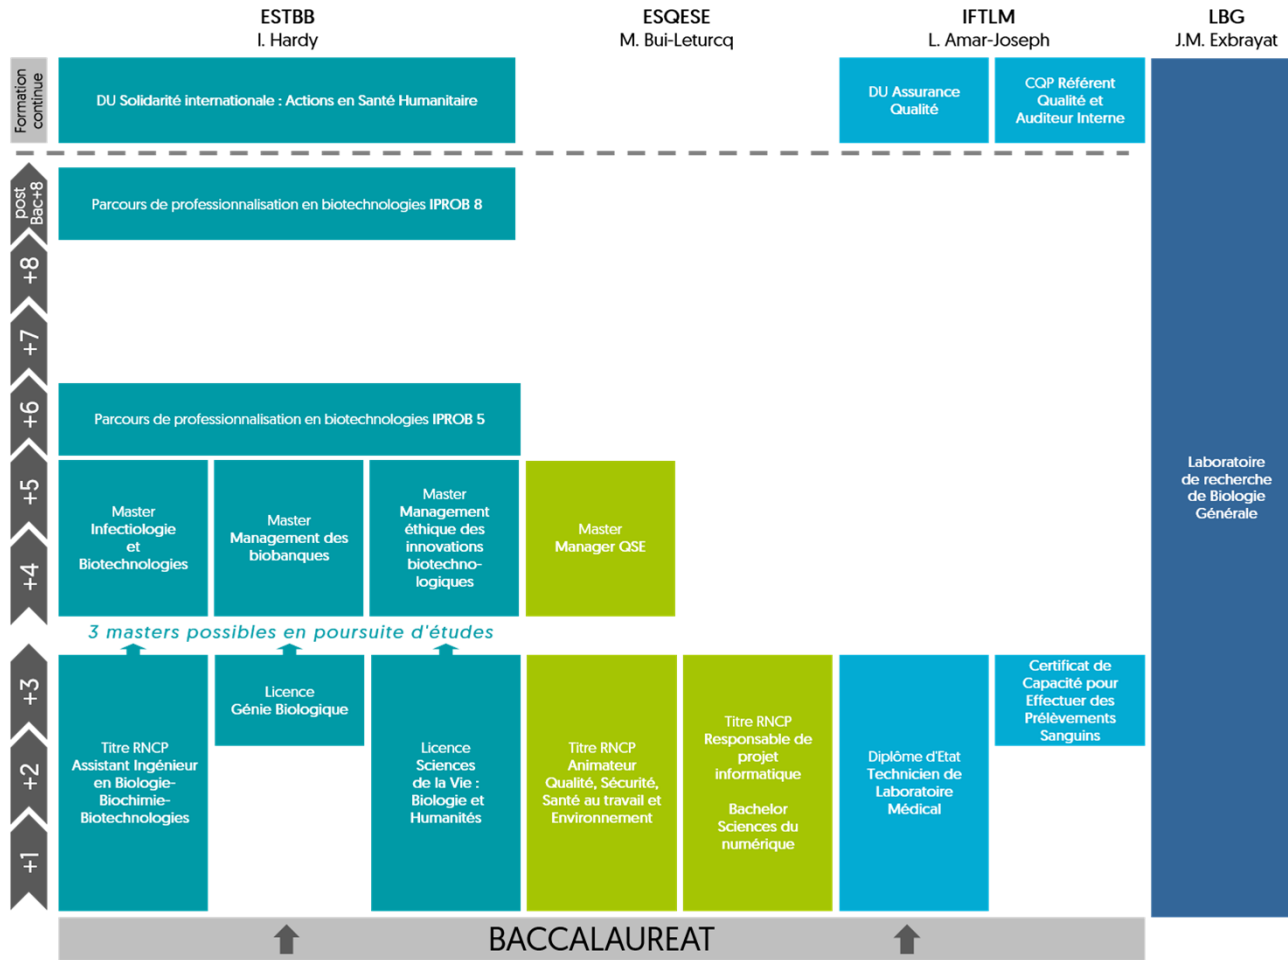 ESTBB
I. Hardy
ESQESE
M. Bui-Leturcq
IFTLM
L. Amar-Joseph
LBG
J.M. Exbrayat
Formation
continue
DU Solidarité internationale : Actions en Santé Humanitaire
DU Assurance
Qualité
CQP Référent
Qualité et
Auditeur Interne
post
Bac+8
Parcours de professionnalisation en biotechnologies IPROB 8
+8
+7
+6
Parcours de professionnalisation en biotechnologies IPROB 5
+5
+4
Master
Infectiologie
et
Biotechnologies
Master
Management des
biobanques
Master
Management
éthique des
innovations
biotechno-
logiques
Master
Manager QSE
Laboratoire
de recherche
de Biologie
Générale
3 masters possibles en poursuite d'études
+3
+2
+1
Titre RNCP
Assistant Ingénieur
en Biologie-
Biochimie-
Biotechnologies
Licence
Génie Biologique
Licence
Sciences
de la Vie :
Biologie et
Humanités
Titre RNCP
Animateur
Qualité, Sécurité,
Santé au travail et
Environnement
Titre RNCP
Responsable de
projet
informatique
Bachelor
Sciences du
numérique
Diplôme d'Etat
Technicien de
Laboratoire
Médical
Certificat de
Capacité pour
Effectuer des
Prélèvements
Sanguins
BACCALAUREAT